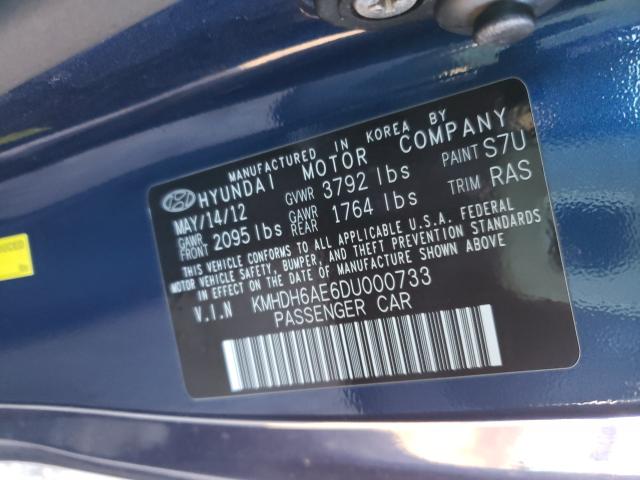 MANUFACTURED IN KOREA BY
HYUNDAI MOTOR COMPANY
MAY/14/12 GVWR 3792 lbs PAINT S7U
GAWR FRONT 2095 lbs GAWR REAR 1764 lbs TRIM RAS
THIS VEHICLE CONFORMS TO ALL APPLICABLE U.S.A. FEDERAL
MOTOR VEHICLE SAFETY, BUMPER, AND THEFT PREVENTION STANDARDS
IN EFFECT ON THE DATE OF MANUFACTURE SHOWN ABOVE
V.I.N KMHDH6AE6DU000733
PASSENGER CAR